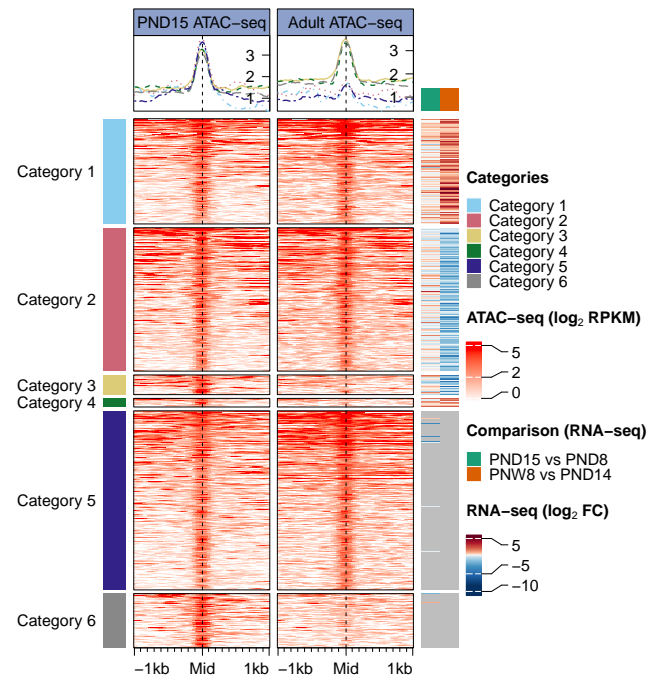 PND15 ATAC−seq
Adult ATAC−seq
3
2
1
3
2
1
Category 1
Category 2
Category 3
Category 4
Category 5
Category 6
−1kb Mid 1kb
−1kb Mid 1kb
Categories
Category 1
Category 2
Category 3
Category 4
Category 5
Category 6
ATAC−seq (log₂ RPKM)
5
2
0
Comparison (RNA−seq)
PND15 vs PND8
PNW8 vs PND14
RNA−seq (log₂ FC)
5
−5
−10